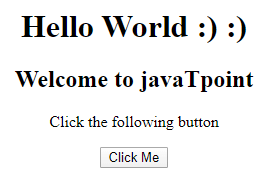 Hello World :) :)
Welcome to javaTpoint
Click the following button
Click Me